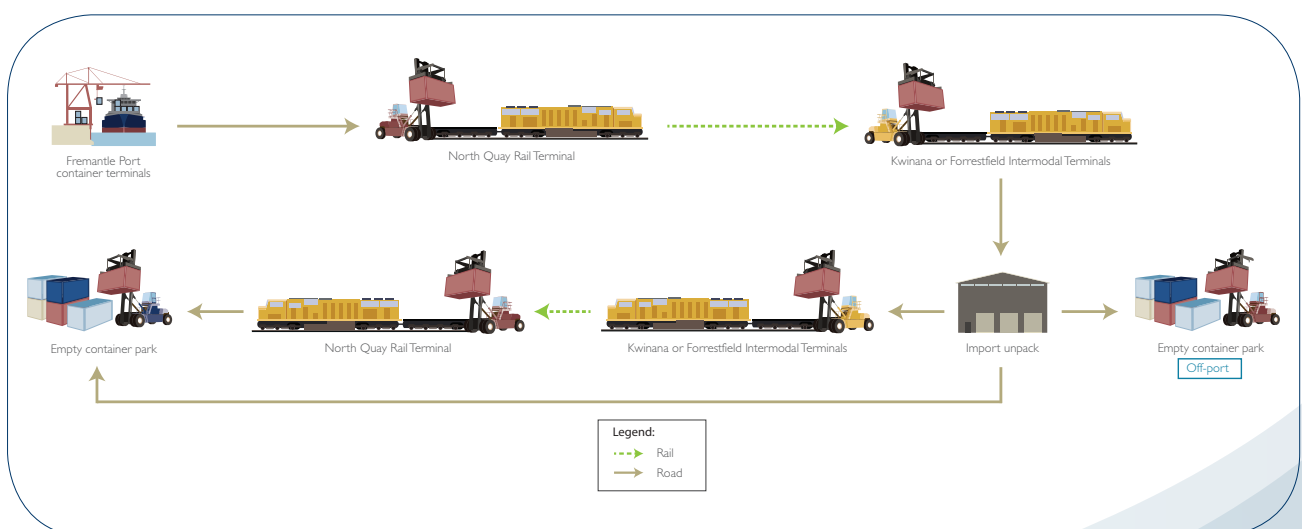 Fremantle Port
container terminals
North Quay Rail Terminal
Kwinana or Forrestfield Intermodal Terminals
Empty container park
North Quay Rail Terminal
Kwinana or Forrestfield Intermodal Terminals
Import unpack
Empty container park
Off-port
Legend:
Rail
Road